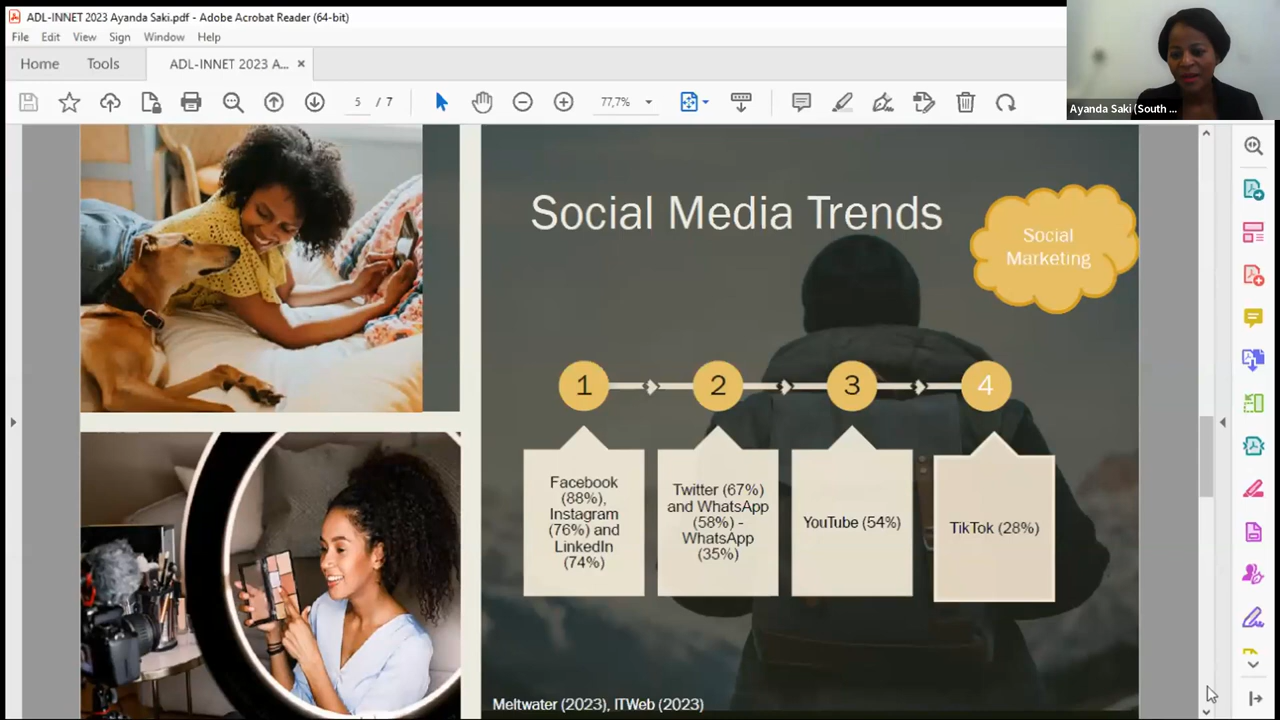 ADL-INNET 2023 Ayanda Saki.pdf - Adobe Acrobat Reader (64-bit)
File Edit View Sign Window Help
Home Tools ADL-INNET 2023 A... ×
5 / 7 77,7%
Ayanda Saki (South ...
Social Media Trends
Social
Marketing
1 2 3 4
Facebook
(88%),
Instagram
(76%) and
LinkedIn
(74%)
Twitter (67%)
and WhatsApp
(58%) -
WhatsApp
(35%)
YouTube (54%)
TikTok (28%)
Meltwater (2023), ITWeb (2023)